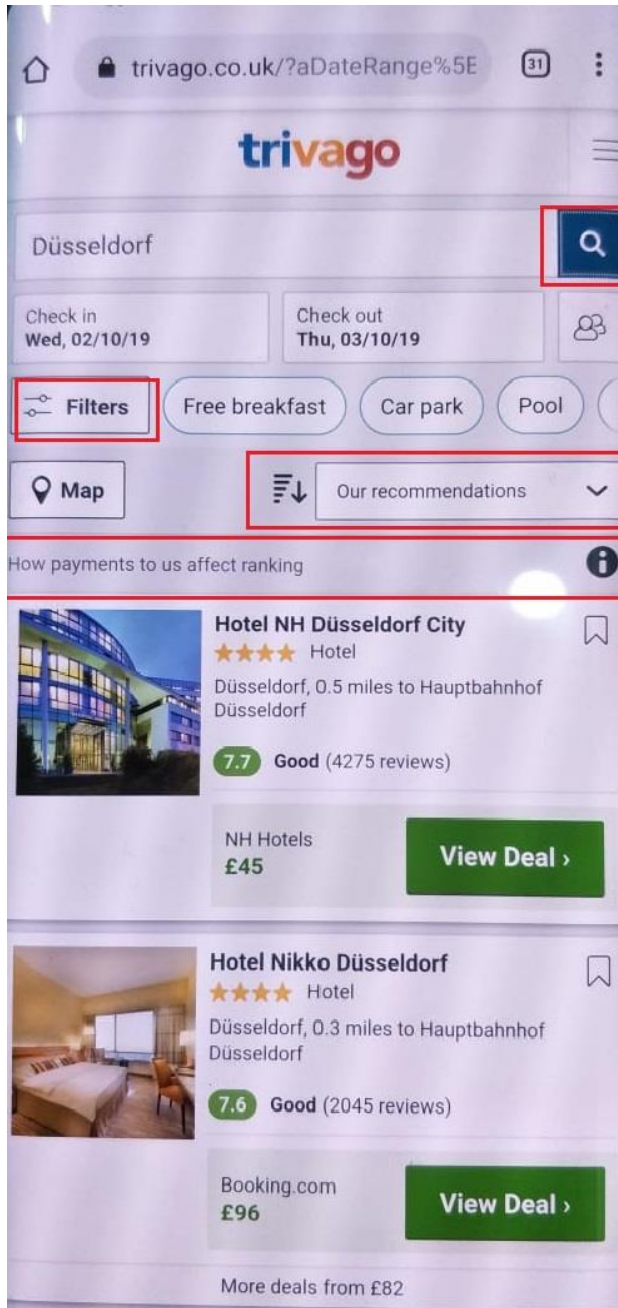 trivago.co.uk/?aDateRange%5E
31
trivago
Düsseldorf
Check in
Wed, 02/10/19
Check out
Thu, 03/10/19
Filters
Free breakfast
Car park
Pool
Map
Our recommendations
How payments to us affect ranking
Hotel NH Düsseldorf City
Hotel
Düsseldorf, 0.5 miles to Hauptbahnhof
Düsseldorf
7.7 Good (4275 reviews)
NH Hotels
£45
View Deal ›
Hotel Nikko Düsseldorf
Hotel
Düsseldorf, 0.3 miles to Hauptbahnhof
Düsseldorf
7.6 Good (2045 reviews)
Booking.com
£96
View Deal ›
More deals from £82